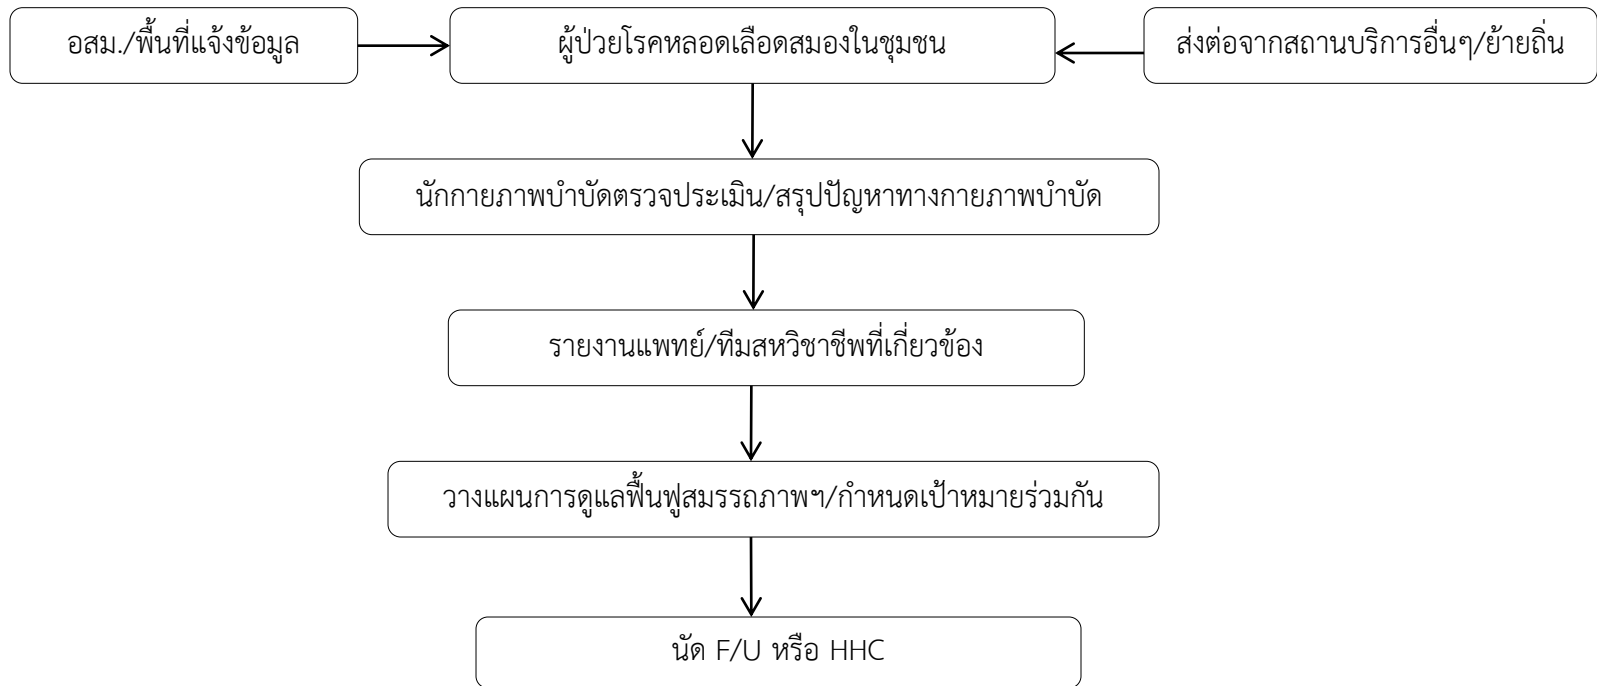 อสม./พื้นที่แจ้งข้อมูล
ผู้ป่วยโรคหลอดเลือดสมองในชุมชน
ส่งต่อจากสถานบริการอื่นๆ/ย้ายถิ่น
นักกายภาพบำบัดตรวจประเมิน/สรุปปัญหาทางกายภาพบำบัด
รายงานแพทย์/ทีมสหวิชาชีพที่เกี่ยวข้อง
วางแผนการดูแลฟื้นฟูสมรรถภาพฯ/กำหนดเป้าหมายร่วมกัน
นัด F/U หรือ HHC